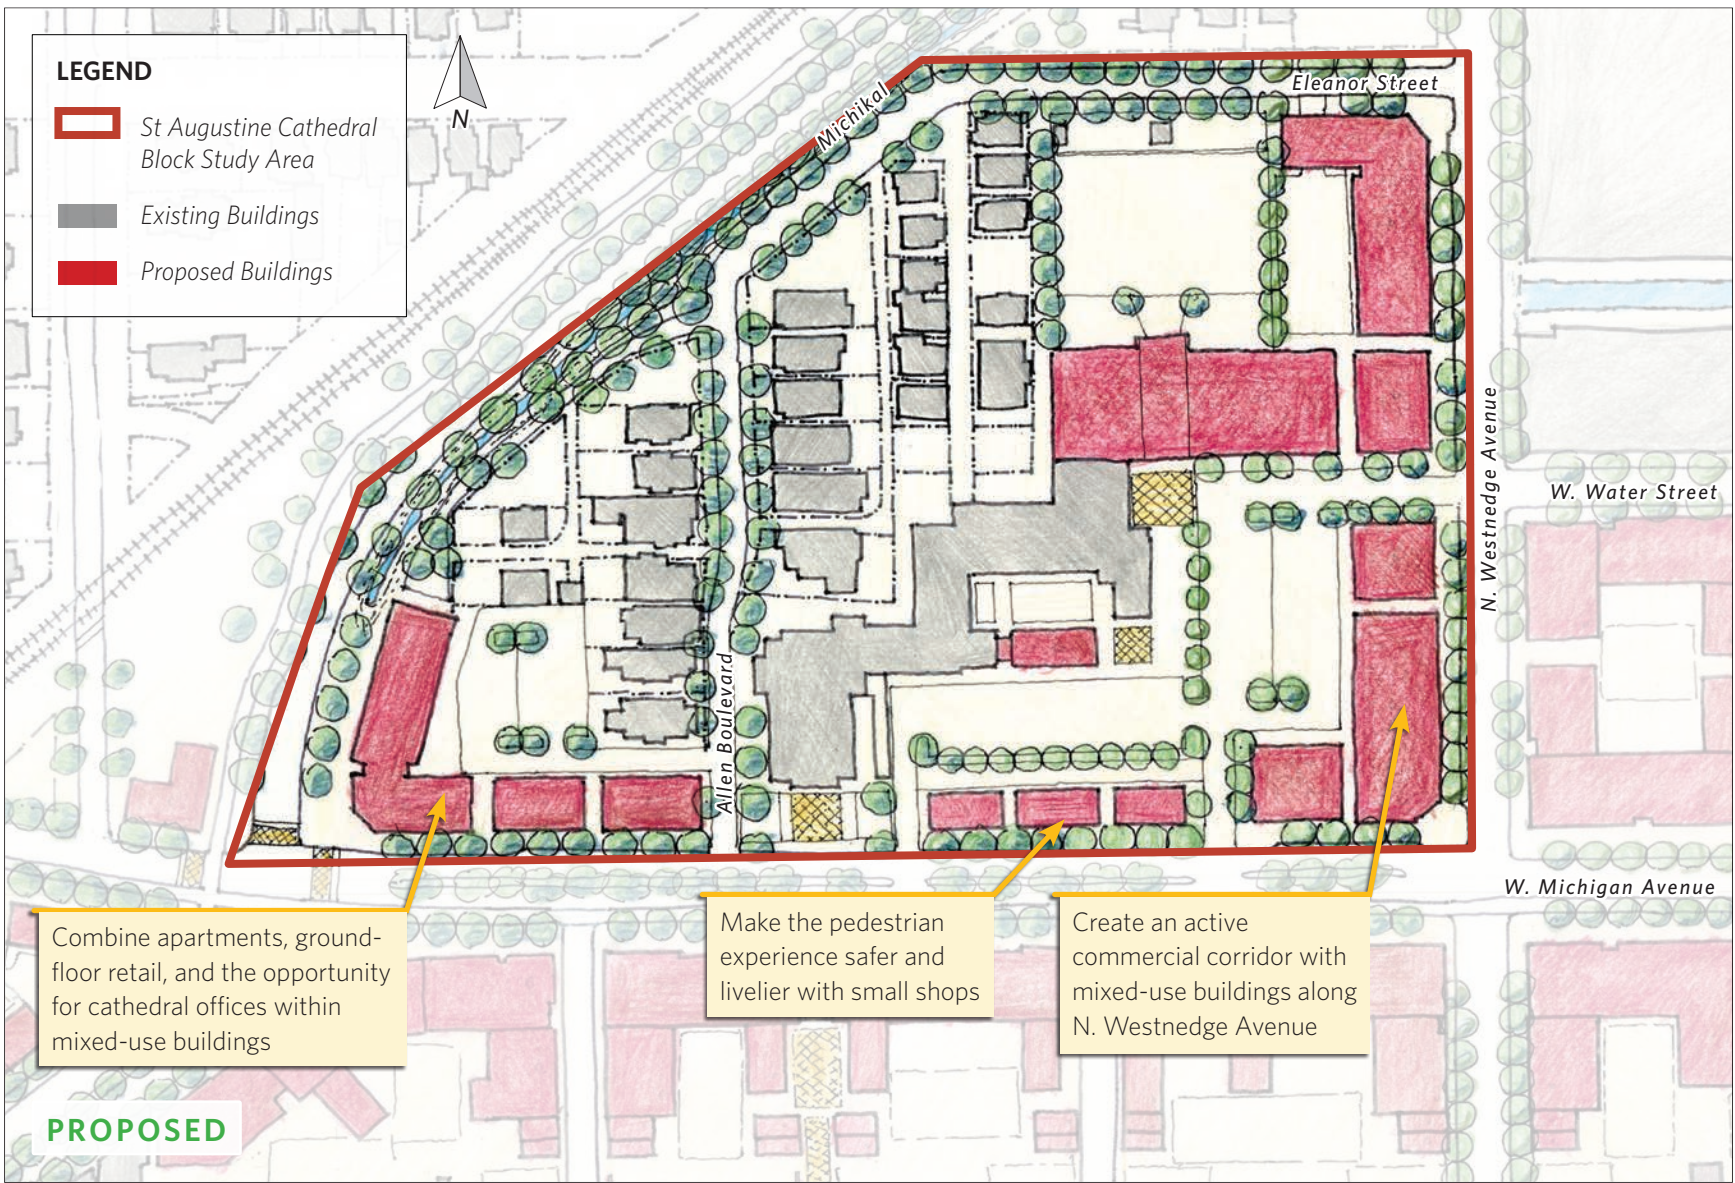 LEGEND
St Augustine Cathedral
Block Study Area
Existing Buildings
Proposed Buildings
N
Michikal
Eleanor Street
N. Westnedge Avenue
W. Water Street
Allen Boulevard
W. Michigan Avenue
Combine apartments, ground-
floor retail, and the opportunity
for cathedral offices within
mixed-use buildings
Make the pedestrian
experience safer and
livelier with small shops
Create an active
commercial corridor with
mixed-use buildings along
N. Westnedge Avenue
PROPOSED